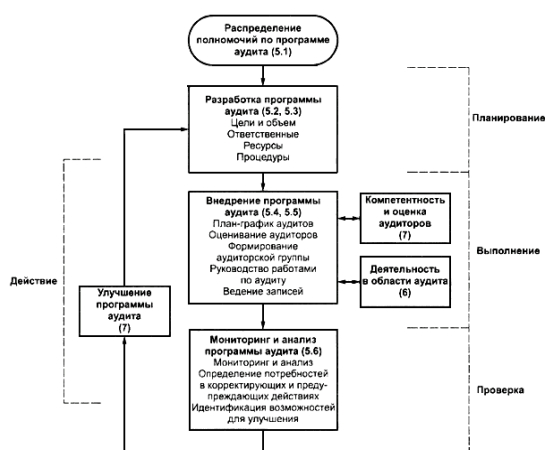 Распределение
полномочий по программе
аудита (5.1)
Разработка программы
аудита (5.2, 5.3)
Цели и объем
Ответственные
Ресурсы
Процедуры
Планирование
Внедрение программы
аудита (5.4, 5.5)
План-график аудитов
Оценивание аудиторов
Формирование
аудиторской группы
Руководство работами
по аудиту
Ведение записей
Компетентность
и оценка
аудиторов
(7)
Выполнение
Деятельность
в области аудита
(6)
Действие
Улучшение
программы
аудита
(7)
Мониторинг и анализ
программы аудита (5.6)
Мониторинг и анализ
Определение потребностей
в корректирующих и преду-
преждающих действиях
Идентификация возможностей
для улучшения
Проверка